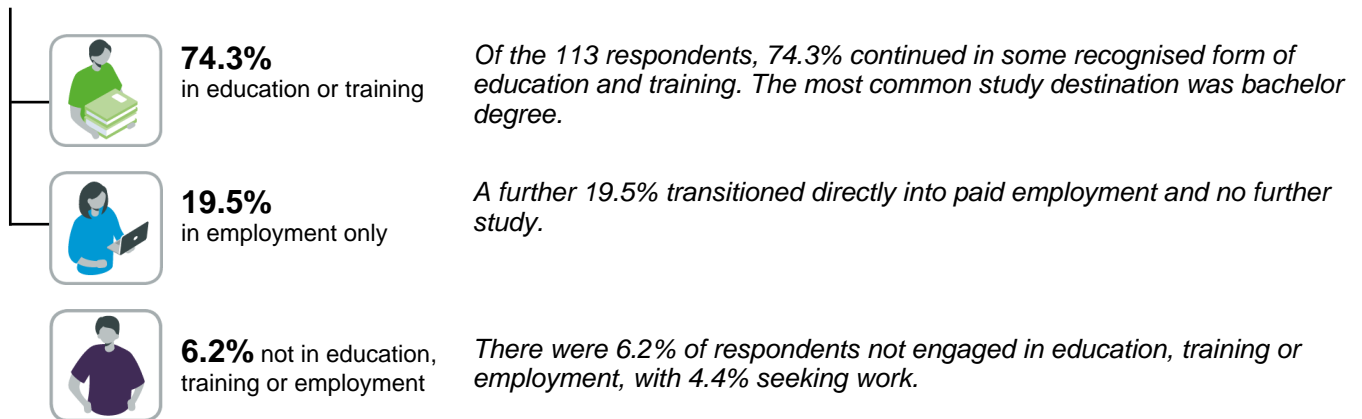 74.3%
in education or training
Of the 113 respondents, 74.3% continued in some recognised form of
education and training. The most common study destination was bachelor
degree.
19.5%
in employment only
A further 19.5% transitioned directly into paid employment and no further
study.
6.2% not in education,
training or employment
There were 6.2% of respondents not engaged in education, training or
employment, with 4.4% seeking work.